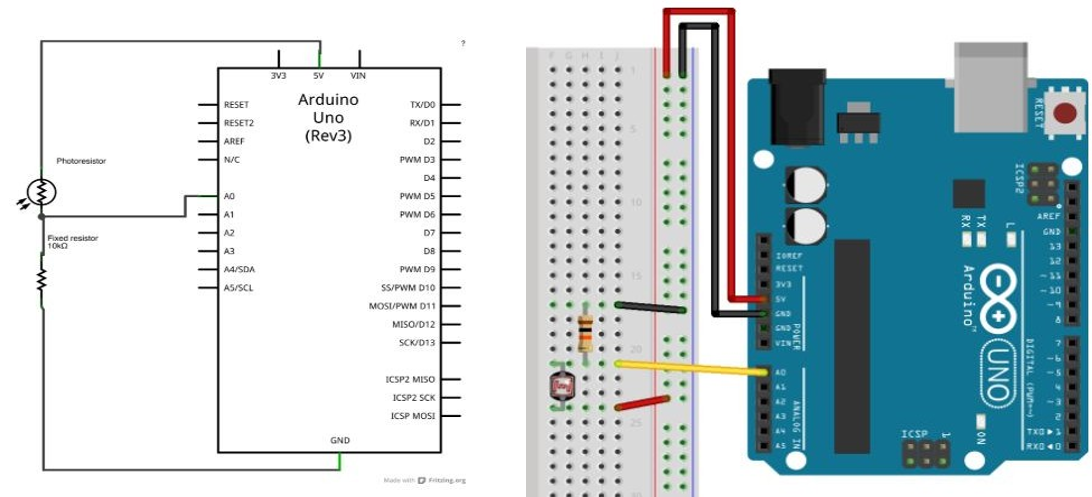 ?
3V3 5V VIN
Arduino
Uno
(Rev3)
RESET
RESET2
AREF
N/C
A0
A1
A2
A3
A4/SDA
A5/SCL
TX/D0
RX/D1
D2
PWM D3
D4
PWM D5
PWM D6
D7
D8
PWM D9
SS/PWM D10
MOSI/PWM D11
MISO/D12
SCK/D13
ICSP2 MISO
ICSP2 SCK
ICSP MOSI
GND
Photoresistor
Fixed resistor
10kΩ
Made with Fritzing.org
F G H I J
1
5
10
15
20
25
RESET
ICSP2
AREF
GND
13
12
~11
~10
~9
8
7
~6
~5
4
~3
2
TXD▶1
RXD◀0
RX TX L
Arduino™
UNO
DIGITAL (PWM~)
ON
ICSP 1
IOREF
RESET
3V3
5V
GND
GND
VIN
POWER
A0
A1
A2
A3
A4
A5
ANALOG IN